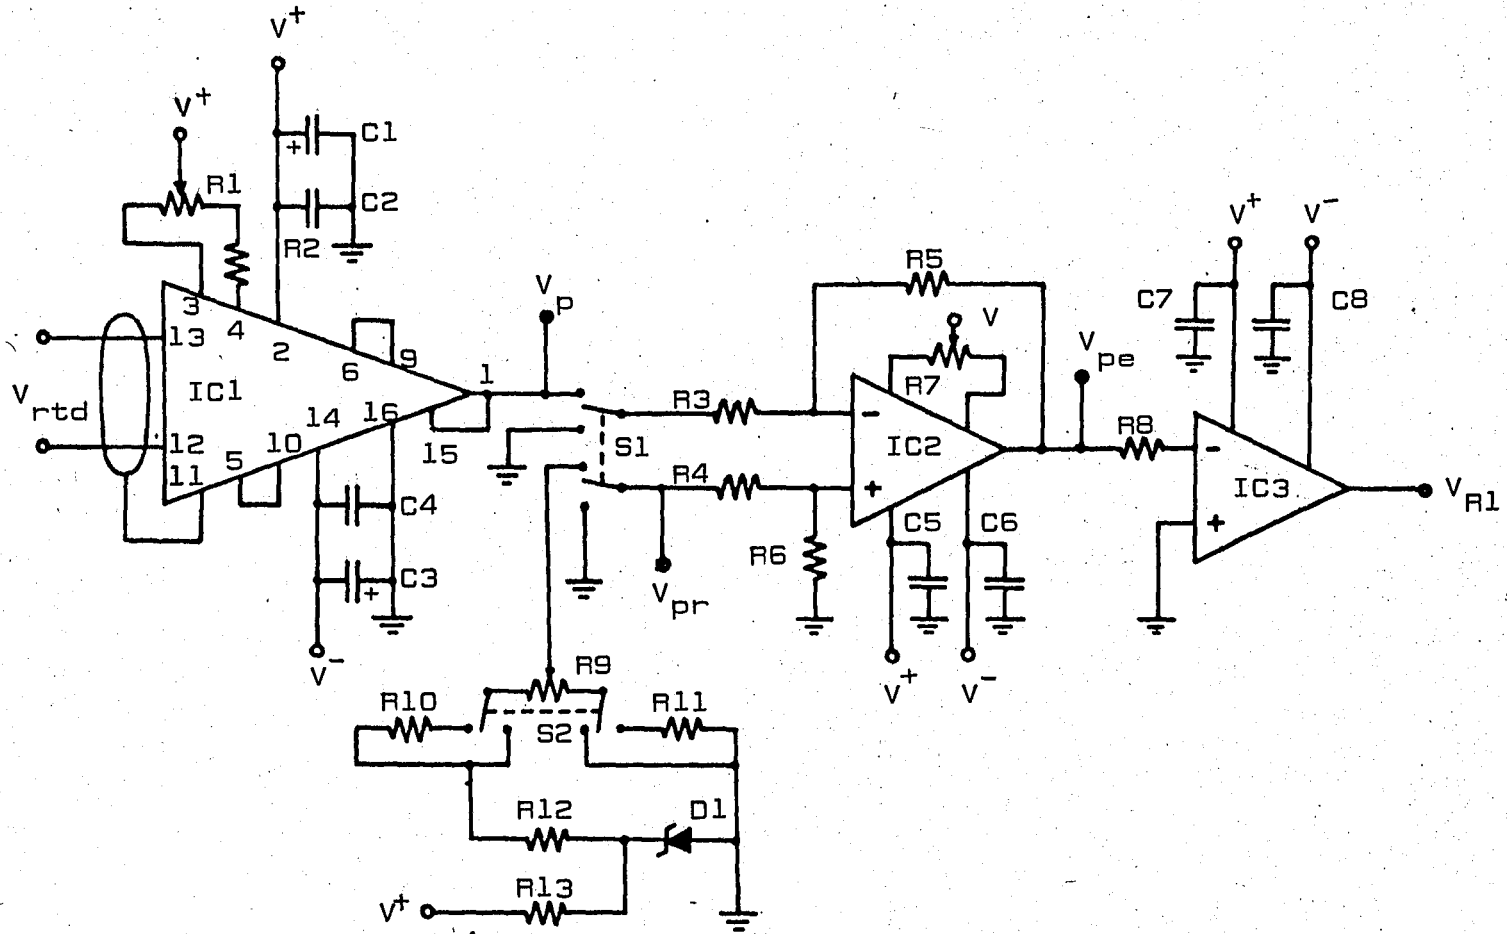 V+
V+
C1
+
R1
C2
R2
V+
V-
R5
C7
C8
3
4
2
6
9
1
Vp
V
Vpe
13
Vrtd
IC1
R7
R3
14
16
15
S1
IC2
R8
12
10
5
11
R4
-
+
-
IC3
+
VR1
C4
C3
+
R6
C5
C6
Vpr
V-
V+
V-
R9
R10
R11
S2
R12
D1
R13
V+